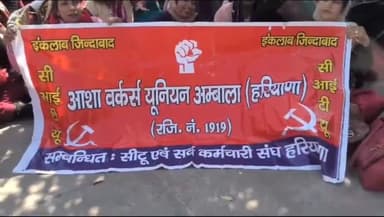 इंकलाब जिन्दाबाद इंकलाब जिन्दाबाद
सी आई टी यू
आशा वर्कर्स यूनियन अम्बाला (हरियाणा)
(रजि. नं. 1919)
सी आई टी यू
सम्बन्धित : सीटू एवं सर्व कर्मचारी संघ हरियाणा